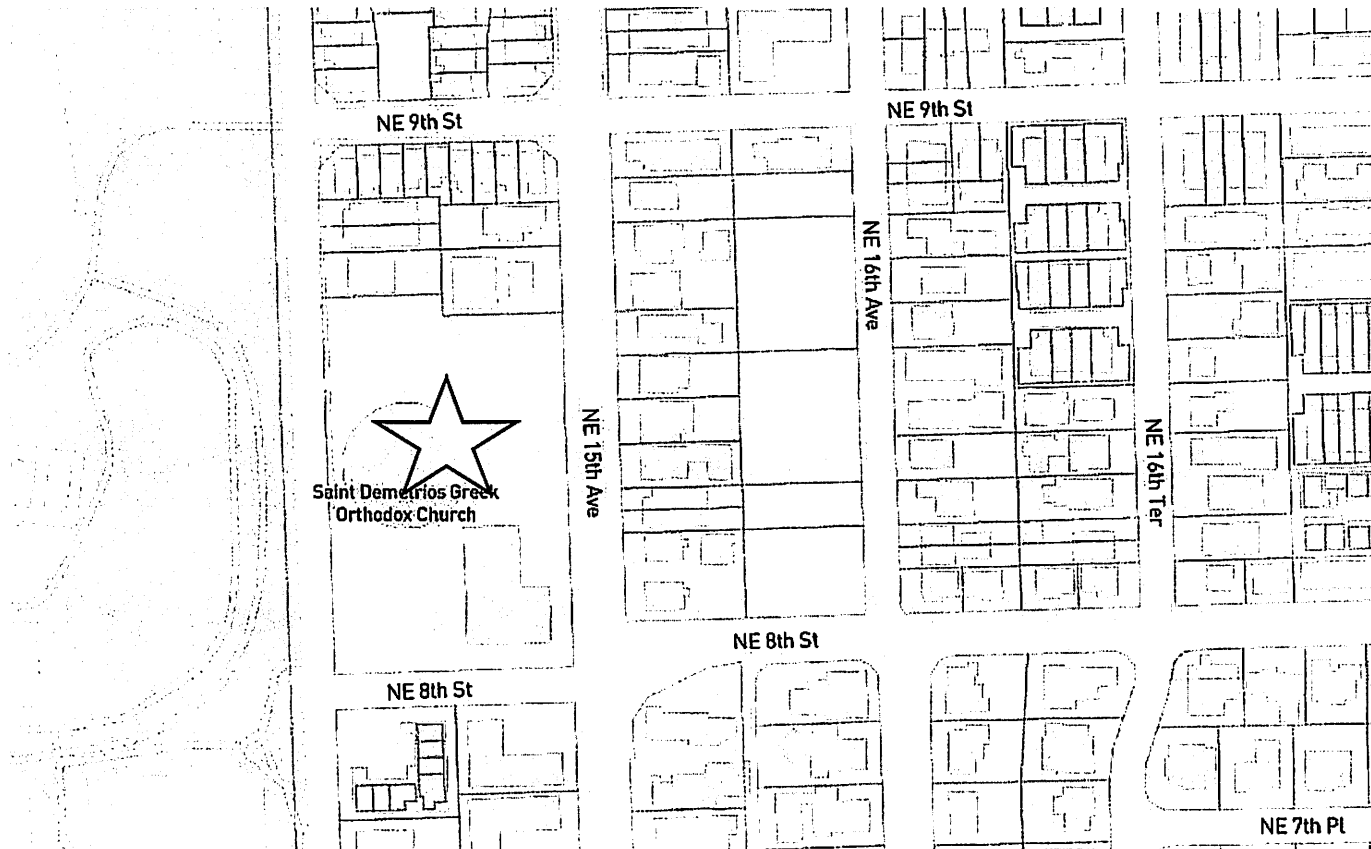 NE 9th St
NE 9th St
NE 16th Ave
NE 15th Ave
NE 16th Ter
Saint Demetrios Greek
Orthodox Church
NE 8th St
NE 8th St
NE 7th Pl